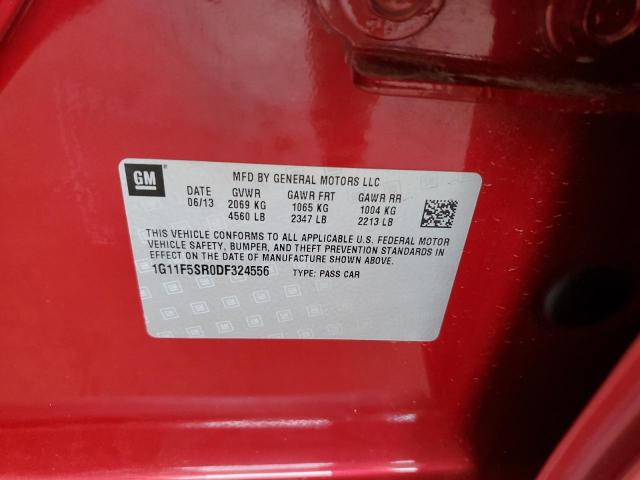 GM
MFD BY GENERAL MOTORS LLC
DATE GVWR GAWR FRT GAWR RR
06/13 2069 KG 1065 KG 1004 KG
4560 LB 2347 LB 2213 LB
THIS VEHICLE CONFORMS TO ALL APPLICABLE U.S. FEDERAL MOTOR
VEHICLE SAFETY, BUMPER, AND THEFT PREVENTION STANDARDS
IN EFFECT ON THE DATE OF MANUFACTURE SHOWN ABOVE.
1G11F5SR0DF324556 TYPE: PASS CAR